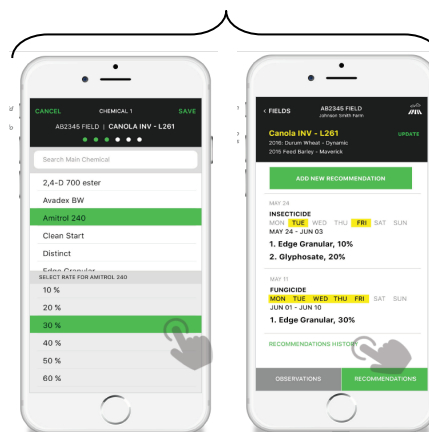 CANCEL CHEMICAL 1 SAVE
AB2345 FIELD | CANOLA INV - L261
Search Main Chemical
2,4-D 700 ester
Avadex BW
Amitrol 240
Clean Start
Distinct
Edge Granular
SELECT RATE FOR AMITROL 240
10 %
20 %
30 %
40 %
50 %
60 %
‹ FIELDS AB2345 FIELD
Johnson Smith Farm
Canola INV - L261 UPDATE
2016: Durum Wheat - Dynamic
2015 Feed Barley - Maverick
ADD NEW RECOMMENDATION
MAY 24
INSECTICIDE
MON TUE WED THU FRI SAT SUN
MAY 24 - JUN 03
1. Edge Granular, 10%
2. Glyphosate, 20%
MAY 11
FUNGICIDE
MON TUE WED THU FRI SAT SUN
JUN 01 - JUN 10
1. Edge Granular, 30%
RECOMMENDATIONS HISTORY
OBSERVATIONS RECOMMENDATIONS